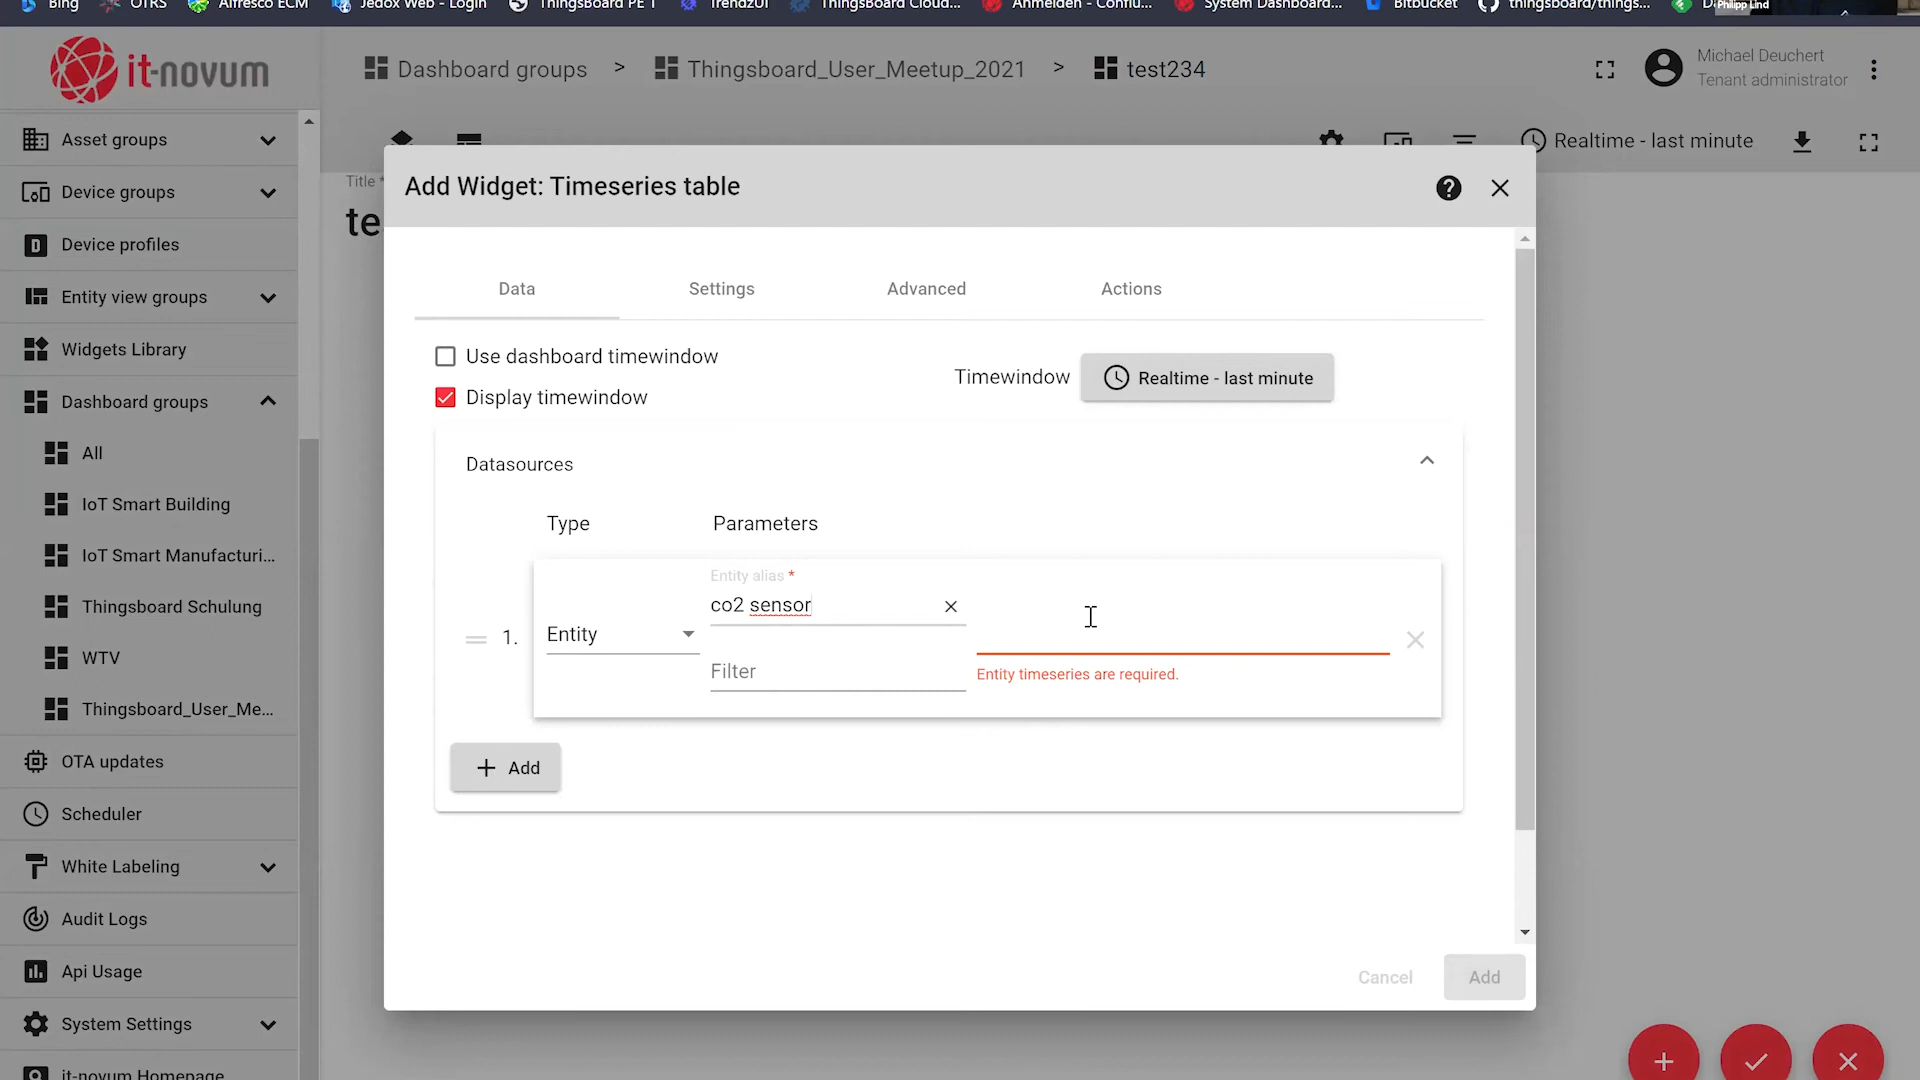 Bing
OTRS
Alfresco ECM
Jedox Web - Login
ThingsBoard PE
TrendzUI
ThingsBoard Cloud...
Anmelden - Conflu...
System Dashboard...
Bitbucket
thingsboard/things...
Philipp Lind
it-novum
Dashboard groups > Thingsboard_User_Meetup_2021 > test234
Michael Deuchert
Tenant administrator
Realtime - last minute
Asset groups
Device groups
Device profiles
Entity view groups
Widgets Library
Dashboard groups
All
IoT Smart Building
IoT Smart Manufacturi...
Thingsboard Schulung
WTV
Thingsboard_User_Me...
OTA updates
Scheduler
White Labeling
Audit Logs
Api Usage
System Settings
it-novum Homepage
Title *
te
Add Widget: Timeseries table
Data
Settings
Advanced
Actions
Use dashboard timewindow
Display timewindow
Timewindow
Realtime - last minute
Datasources
Type
Parameters
Entity alias *
co2 sensor
1.
Entity
Filter
Entity timeseries are required.
+ Add
Cancel
Add